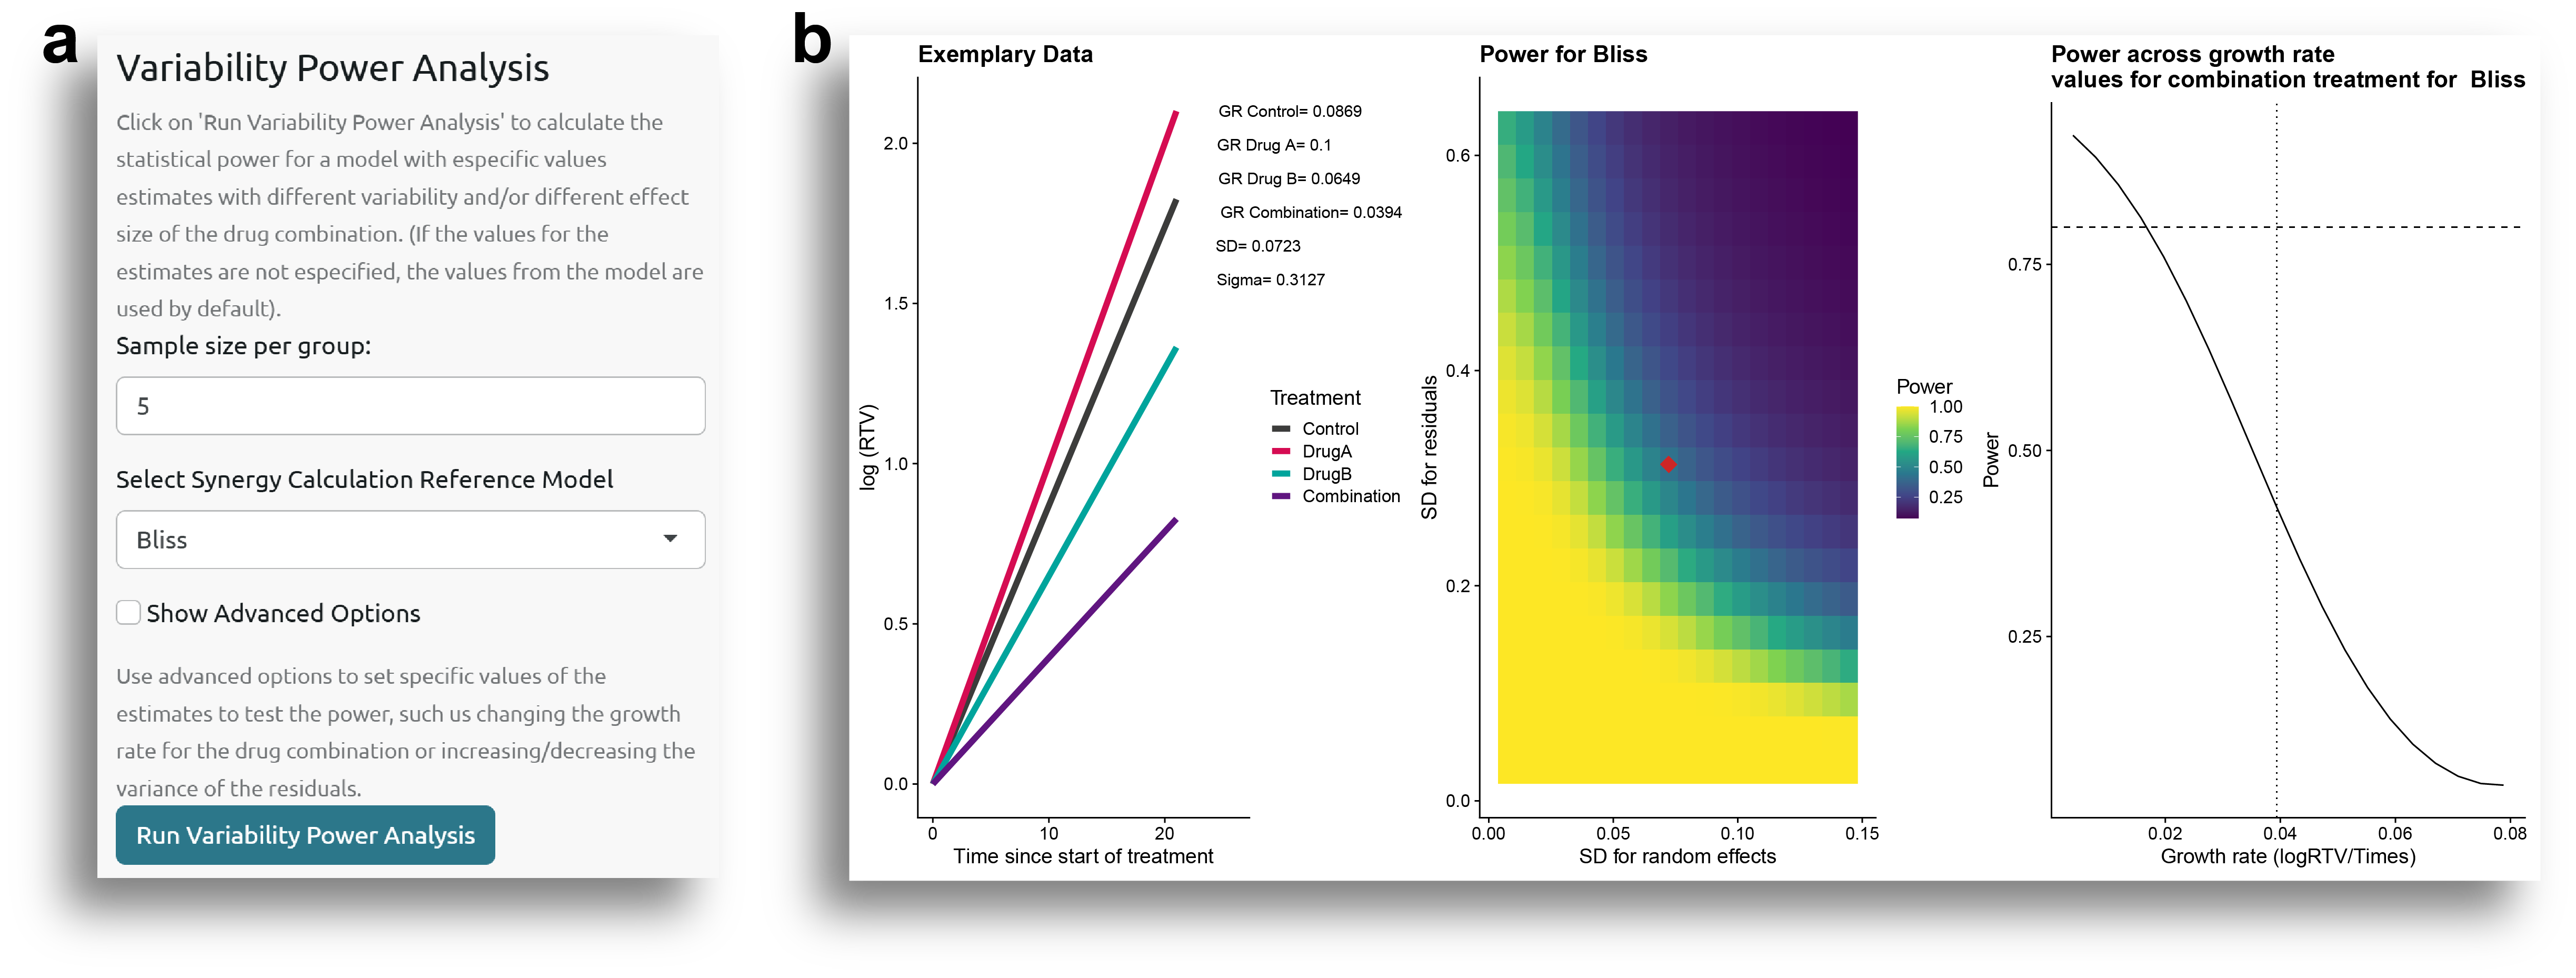 a
Variability Power Analysis
Click on 'Run Variability Power Analysis' to calculate the
statistical power for a model with especific values
estimates with different variability and/or different effect
size of the drug combination. (If the values for the
estimates are not especified, the values from the model are
used by default).
Sample size per group:
5
Select Synergy Calculation Reference Model
Bliss
Show Advanced Options
Use advanced options to set specific values of the
estimates to test the power, such us changing the growth
rate for the drug combination or increasing/decreasing the
variance of the residuals.
Run Variability Power Analysis
b
Exemplary Data
log (RTV)
2.0
1.5
1.0
0.5
0.0
0
10
20
Time since start of treatment
GR Control= 0.0869
GR Drug A= 0.1
GR Drug B= 0.0649
GR Combination= 0.0394
SD= 0.0723
Sigma= 0.3127
Treatment
Control
DrugA
DrugB
Combination
Power for Bliss
SD for residuals
0.6
0.4
0.2
0.0
0.00
0.05
0.10
0.15
SD for random effects
Power
1.00
0.75
0.50
0.25
Power across growth rate
values for combination treatment for  Bliss
Power
0.75
0.50
0.25
0.02
0.04
0.06
0.08
Growth rate (logRTV/Times)